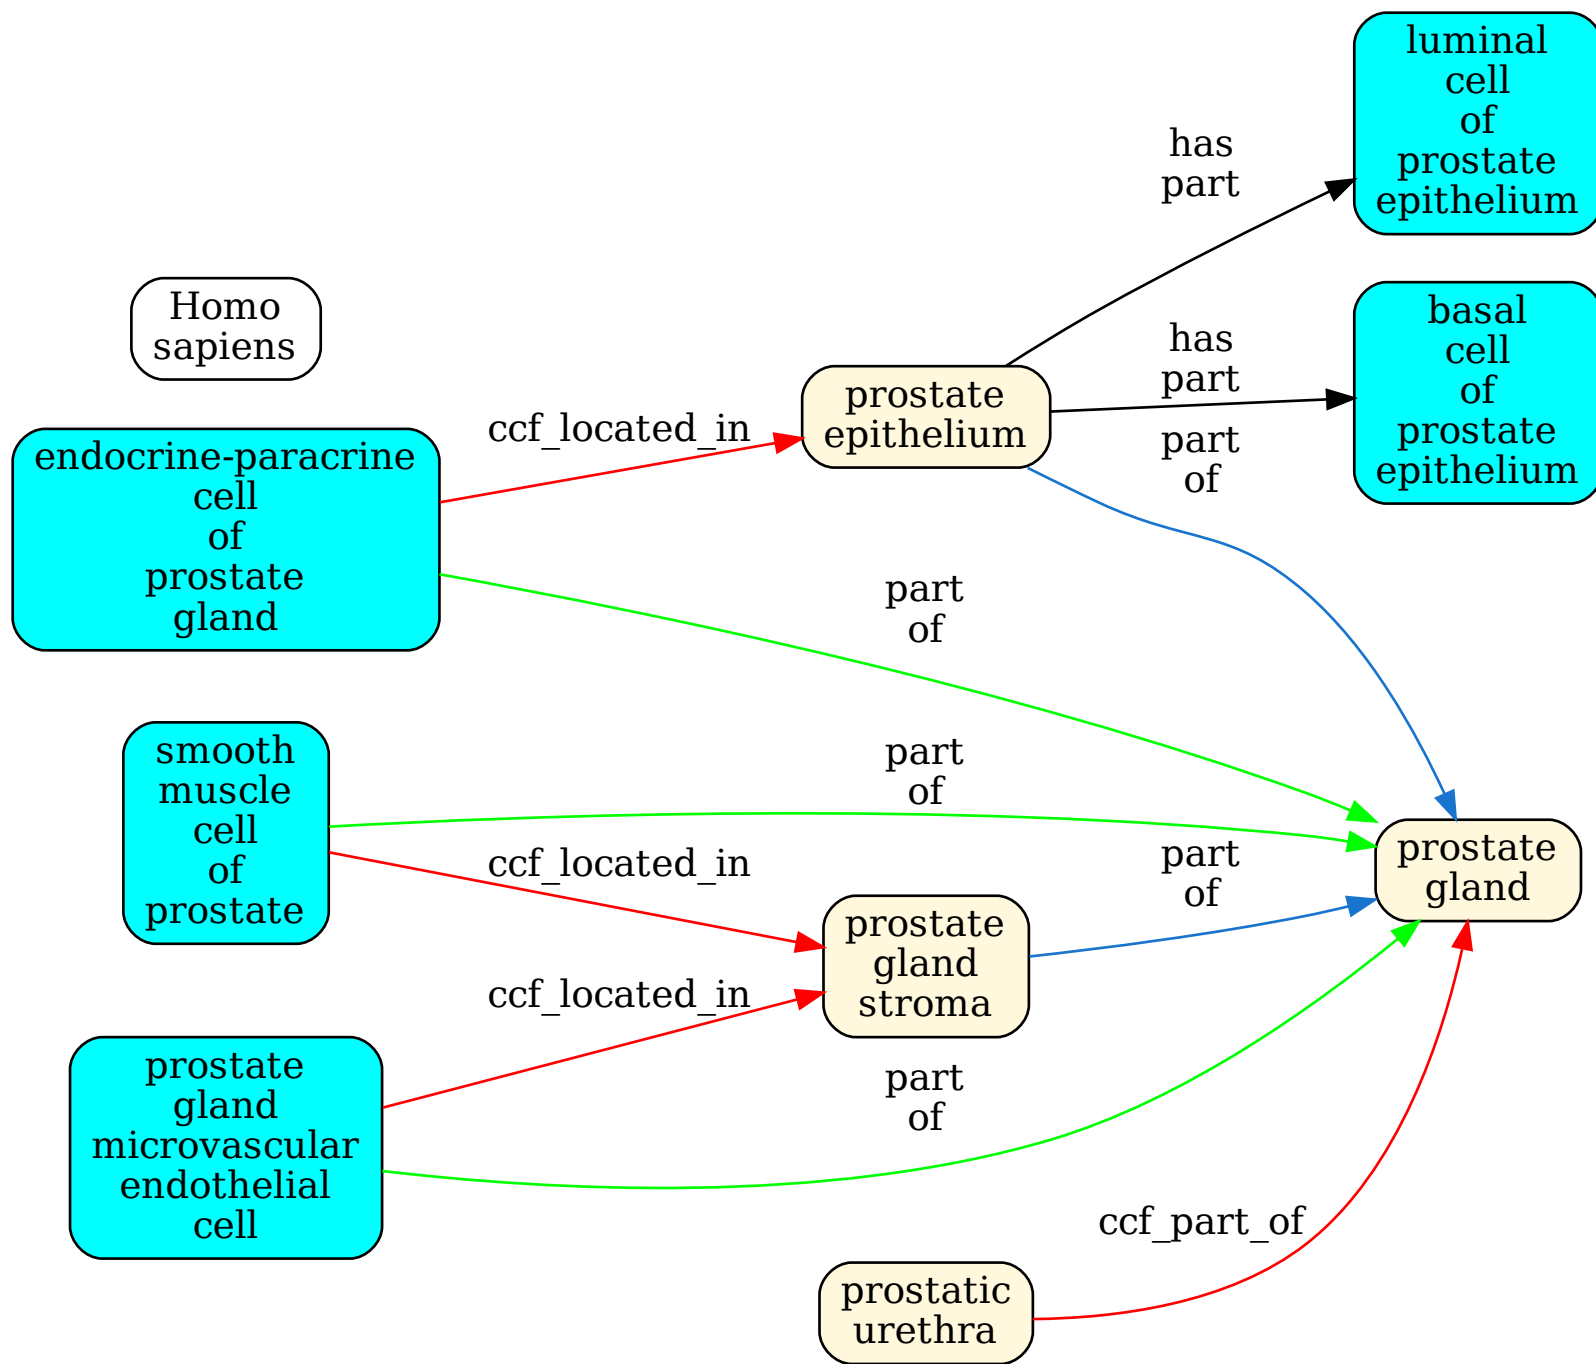 luminal
cell
of
prostate
epithelium
has
part
Homo
sapiens
basal
cell
of
prostate
epithelium
has
part
prostate
epithelium
ccf_located_in
part
of
endocrine-paracrine
cell
of
prostate
gland
part
of
smooth
muscle
cell
of
prostate
part
of
prostate
gland
part
of
ccf_located_in
prostate
gland
stroma
ccf_located_in
prostate
gland
microvascular
endothelial
cell
part
of
ccf_part_of
prostatic
urethra